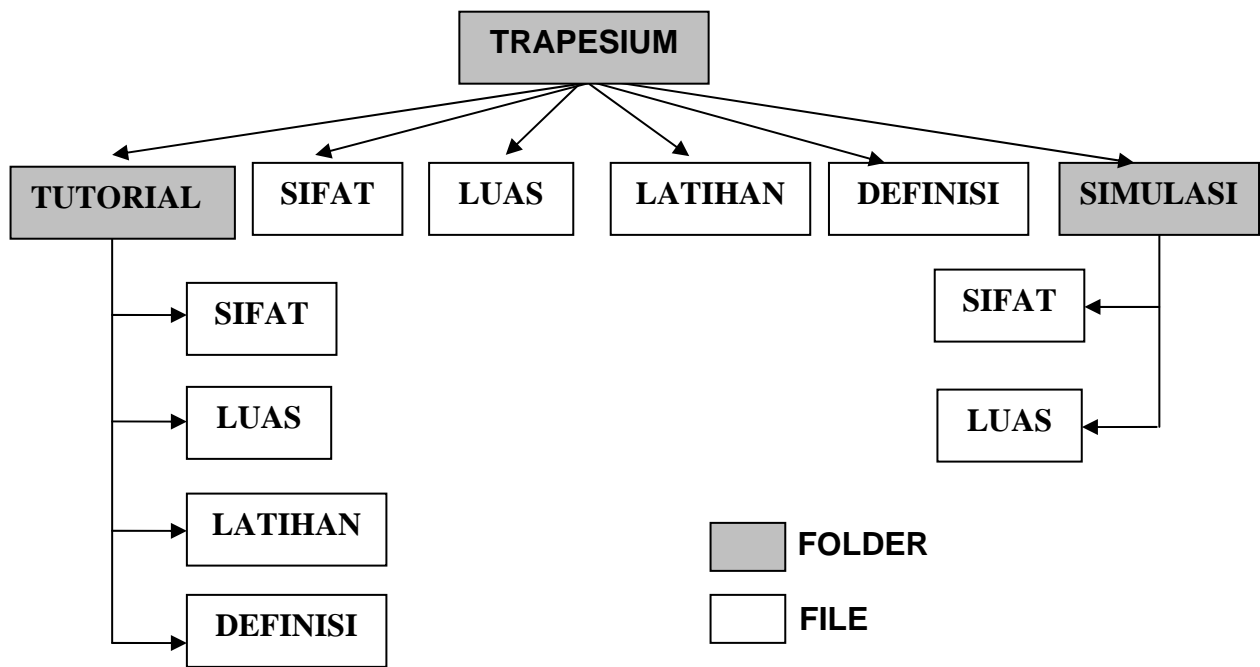 TRAPESIUM
TUTORIAL
SIFAT
LUAS
LATIHAN
DEFINISI
SIMULASI
SIFAT
LUAS
LATIHAN
DEFINISI
SIFAT
LUAS
FOLDER
FILE